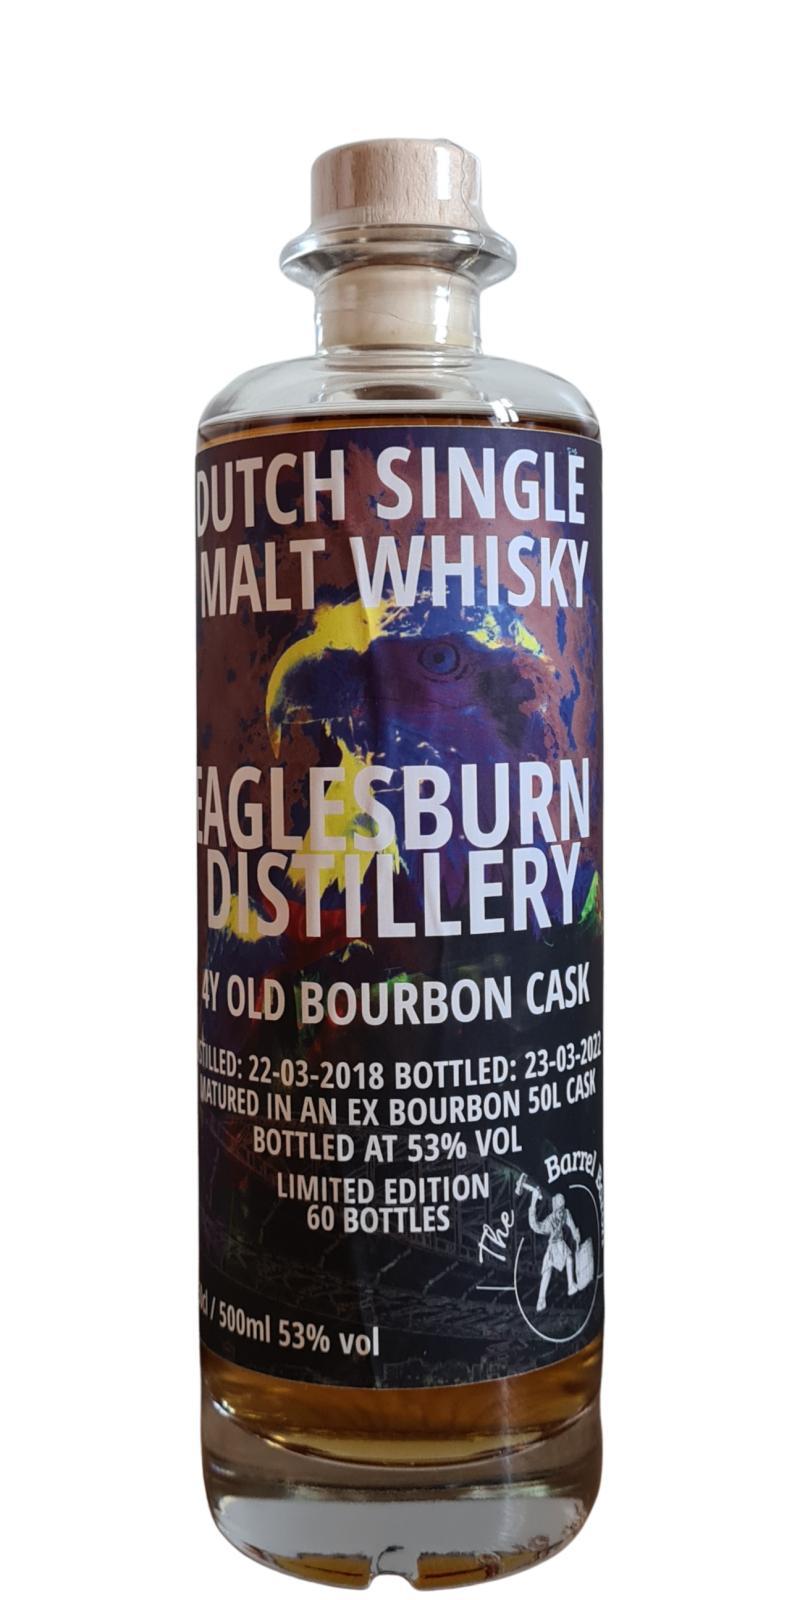 DUTCH SINGLE
MALT WHISKY
EAGLESBURN
DISTILLERY
4Y OLD BOURBON CASK
STILLED: 22-03-2018 BOTTLED: 23-03-2022
MATURED IN AN EX BOURBON 50L CASK
BOTTLED AT 53% VOL
LIMITED EDITION
60 BOTTLES
The Barrel
0cl / 500ml 53% vol